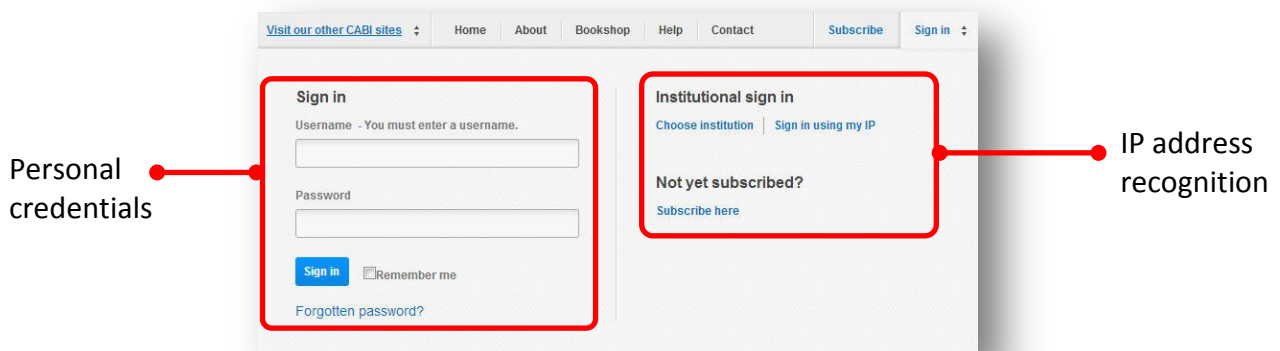 Visit our other CABI sites Home About Bookshop Help Contact Subscribe Sign in
Sign in
Username - You must enter a username.
Password
Sign in Remember me
Forgotten password?
Institutional sign in
Choose institution Sign in using my IP
Not yet subscribed?
Subscribe here
Personal
credentials
IP address
recognition